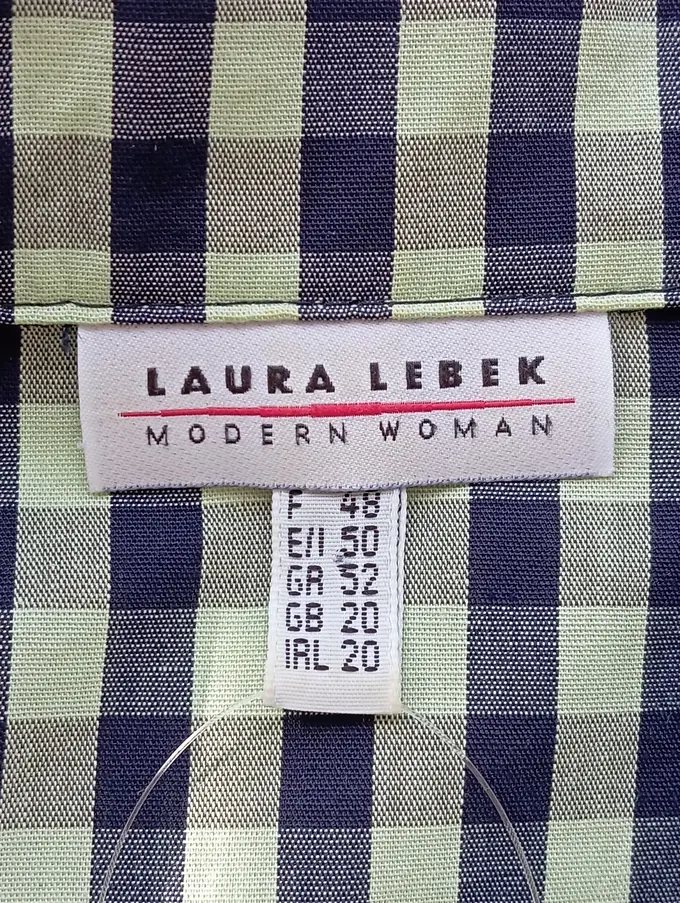 LAURA LEBEK
MODERN WOMAN
F 48
E/I 50
GR 52
GB 20
IRL 20